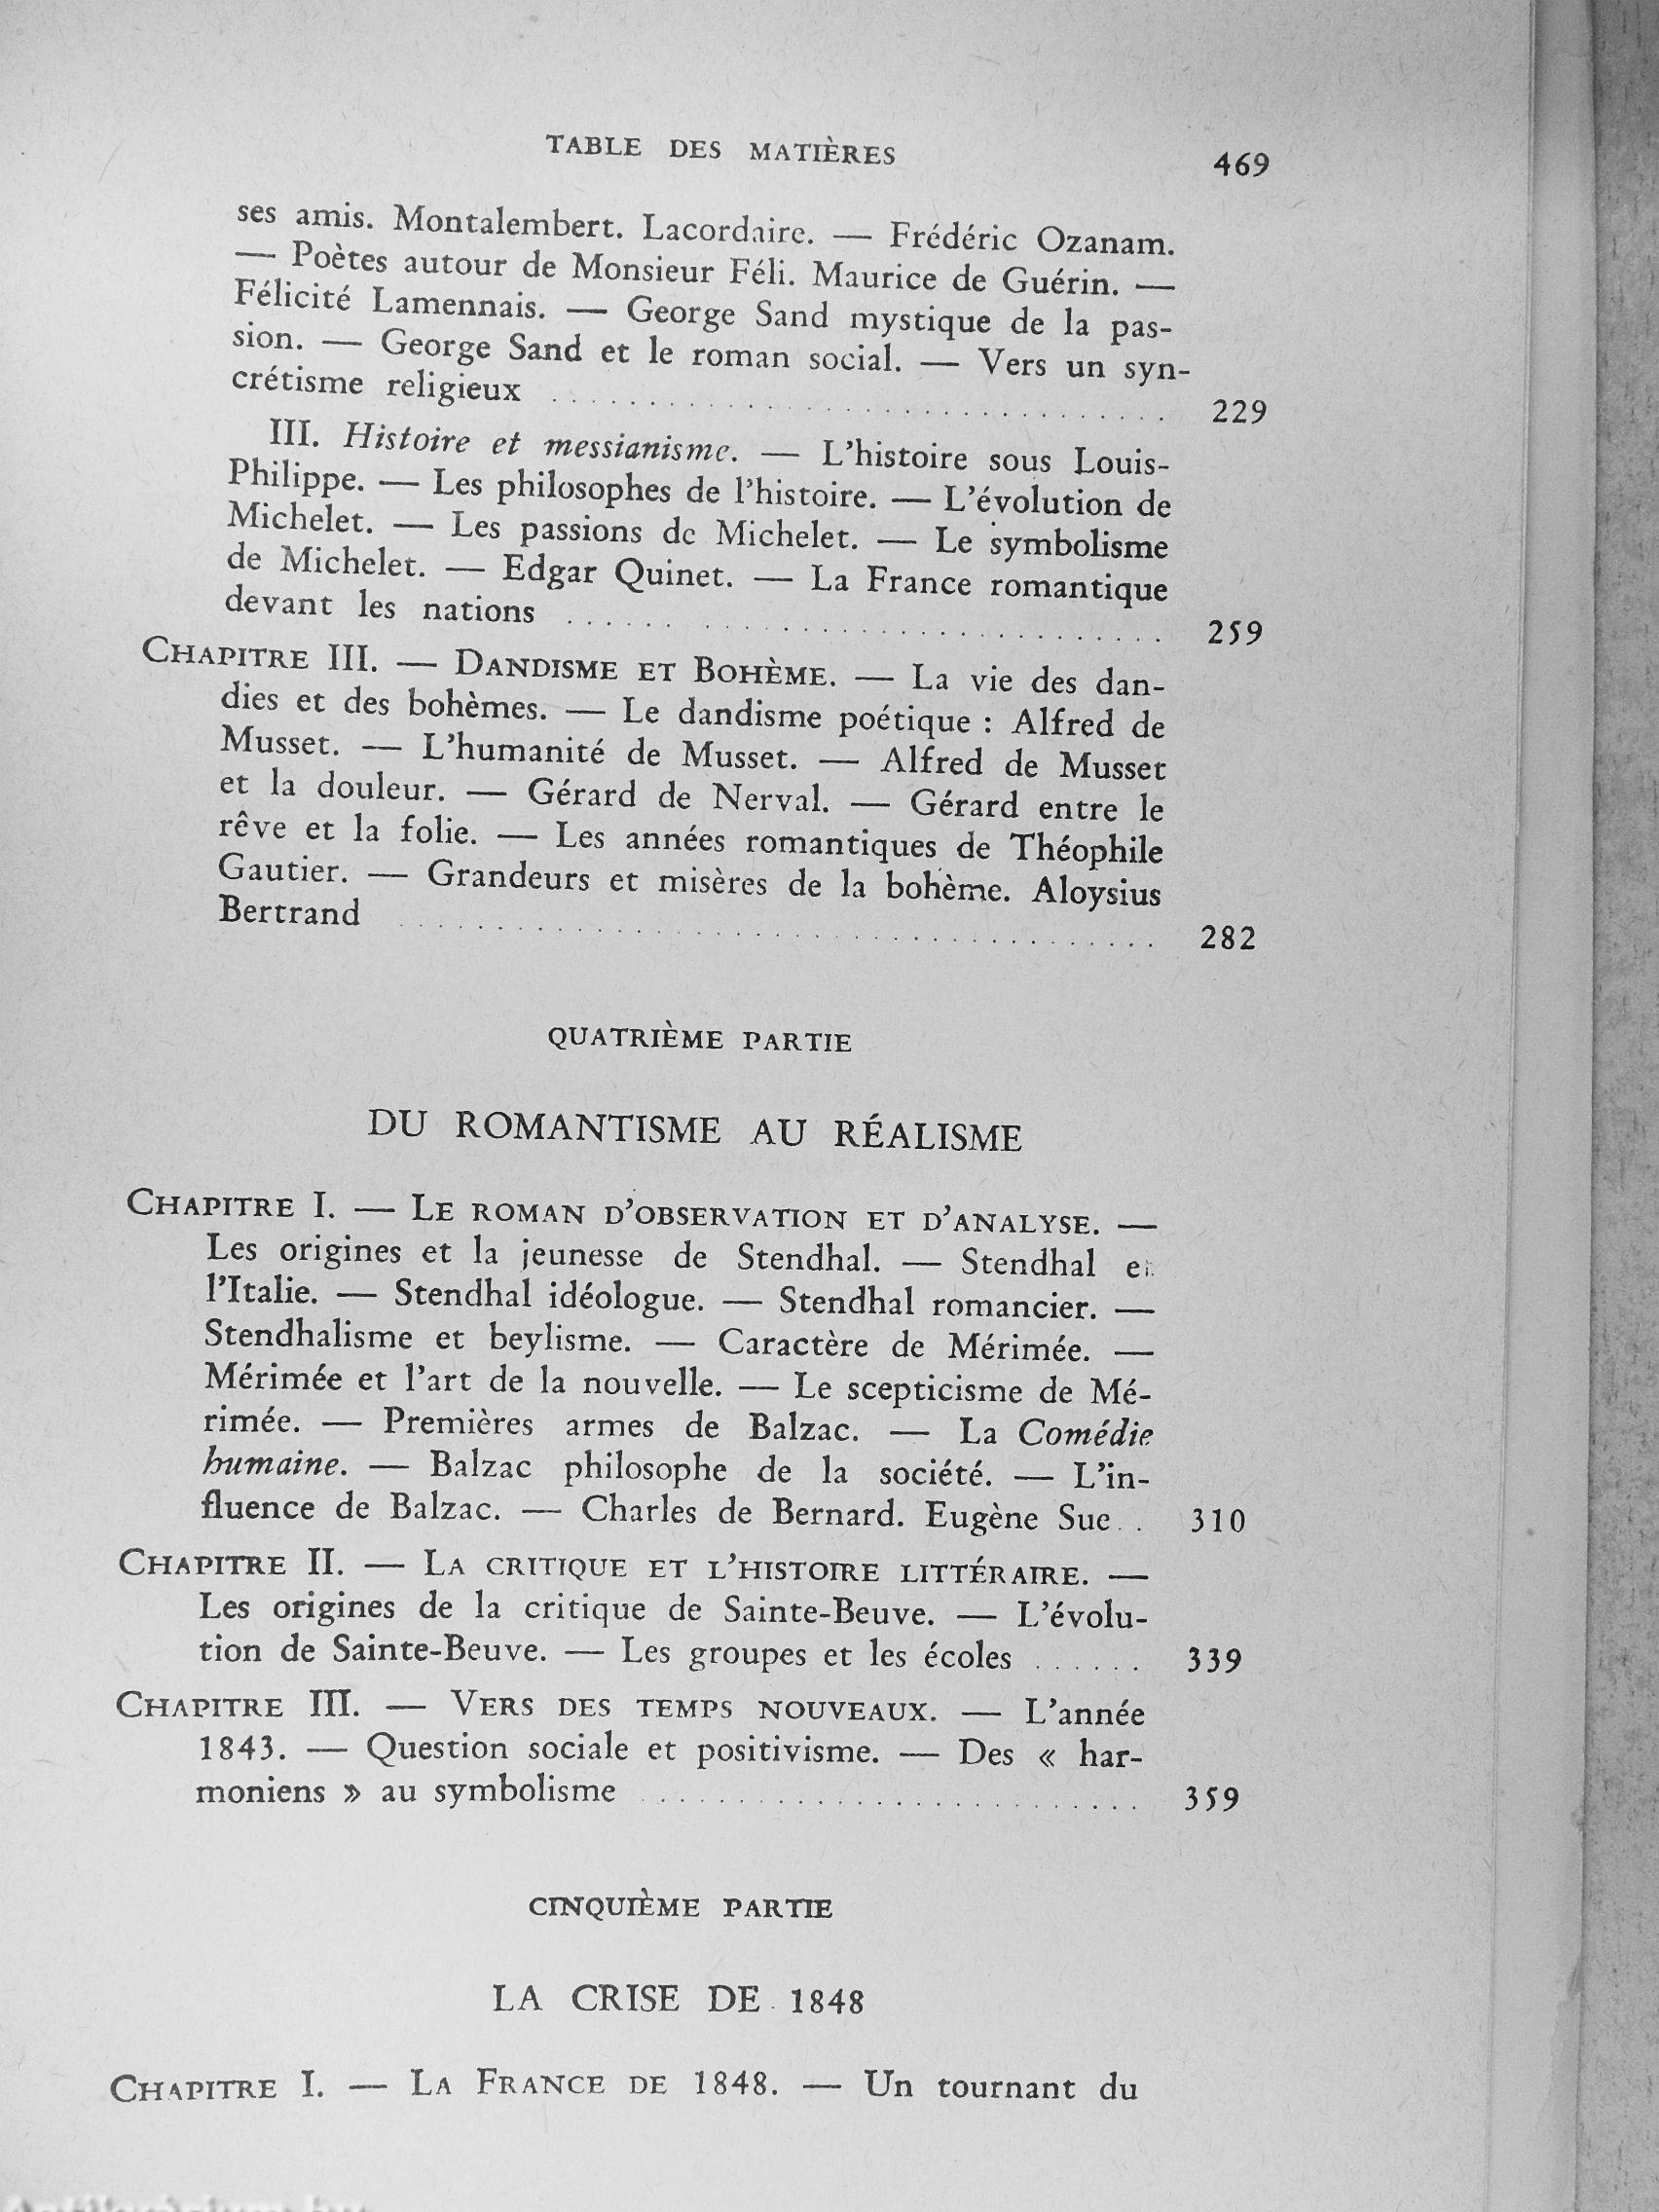 TABLE DES MATIÈRES 469
ses amis. Montalembert. Lacordaire. — Frédéric Ozanam.
— Poètes autour de Monsieur Féli. Maurice de Guérin. —
Félicité Lamennais. — George Sand mystique de la pas-
sion. — George Sand et le roman social. — Vers un syn-
crétisme religieux .............................. 229
III. Histoire et messianisme. — L'histoire sous Louis-
Philippe. — Les philosophes de l'histoire. — L'évolution de
Michelet. — Les passions de Michelet. — Le symbolisme
de Michelet. — Edgar Quinet. — La France romantique
devant les nations .............................. 259
CHAPITRE III. — DANDISME ET BOHÈME. — La vie des dan-
dies et des bohèmes. — Le dandisme poétique : Alfred de
Musset. — L'humanité de Musset. — Alfred de Musset
et la douleur. — Gérard de Nerval. — Gérard entre le
rêve et la folie. — Les années romantiques de Théophile
Gautier. — Grandeurs et misères de la bohème. Aloysius
Bertrand .............................. 282
QUATRIÈME PARTIE
DU ROMANTISME AU RÉALISME
CHAPITRE I. — LE ROMAN D'OBSERVATION ET D'ANALYSE. —
Les origines et la jeunesse de Stendhal. — Stendhal et
l'Italie. — Stendhal idéologue. — Stendhal romancier. —
Stendhalisme et beylisme. — Caractère de Mérimée. —
Mérimée et l'art de la nouvelle. — Le scepticisme de Mé-
rimée. — Premières armes de Balzac. — La Comédie
humaine. — Balzac philosophe de la société. — L'in-
fluence de Balzac. — Charles de Bernard. Eugène Sue . . 310
CHAPITRE II. — LA CRITIQUE ET L'HISTOIRE LITTÉRAIRE. —
Les origines de la critique de Sainte-Beuve. — L'évolu-
tion de Sainte-Beuve. — Les groupes et les écoles ...... 339
CHAPITRE III. — VERS DES TEMPS NOUVEAUX. — L'année
1843. — Question sociale et positivisme. — Des « har-
moniens » au symbolisme .......................... 359
CINQUIÈME PARTIE
LA CRISE DE 1848
CHAPITRE I. — LA FRANCE DE 1848. — Un tournant du